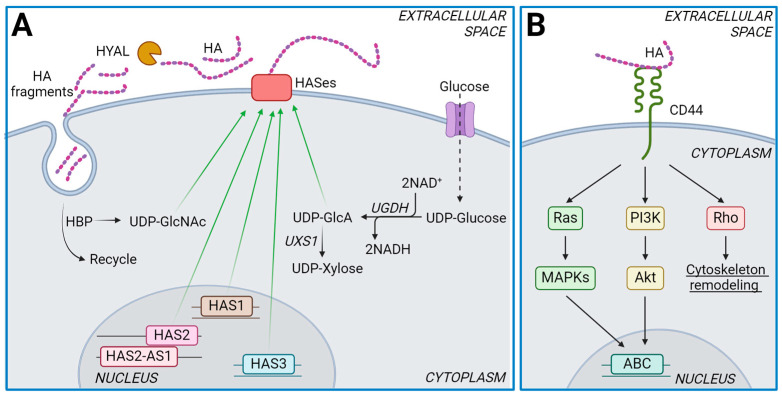 A
EXTRACELLULAR
SPACE
HYAL
HA
HA
fragments
HASes
Glucose
2NAD⁺
HBP
UDP-GlcNAc
UDP-GlcA
UGDH
UDP-Glucose
UXS1
2NADH
Recycle
UDP-Xylose
HAS1
HAS2
HAS2-AS1
HAS3
NUCLEUS
CYTOPLASM
B
EXTRACELLULAR
SPACE
HA
CD44
CYTOPLASM
Ras
PI3K
Rho
MAPKs
Akt
Cytoskeleton
remodeling
ABC
NUCLEUS